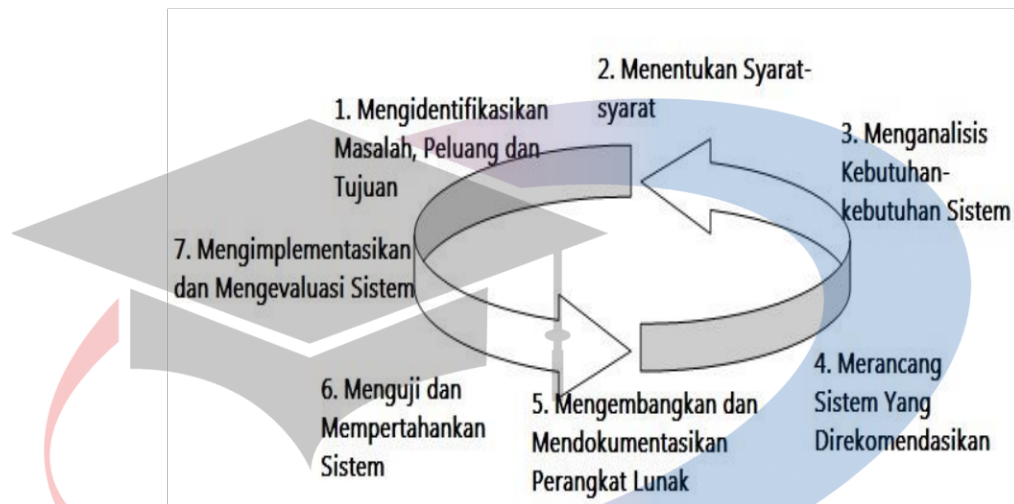 1. Mengidentifikasikan
Masalah, Peluang dan
Tujuan
2. Menentukan Syarat-
syarat
3. Menganalisis
Kebutuhan-
kebutuhan Sistem
4. Merancang
Sistem Yang
Direkomendasikan
5. Mengembangkan dan
Mendokumentasikan
Perangkat Lunak
6. Menguji dan
Mempertahankan
Sistem
7. Mengimplementasikan
dan Mengevaluasi Sistem